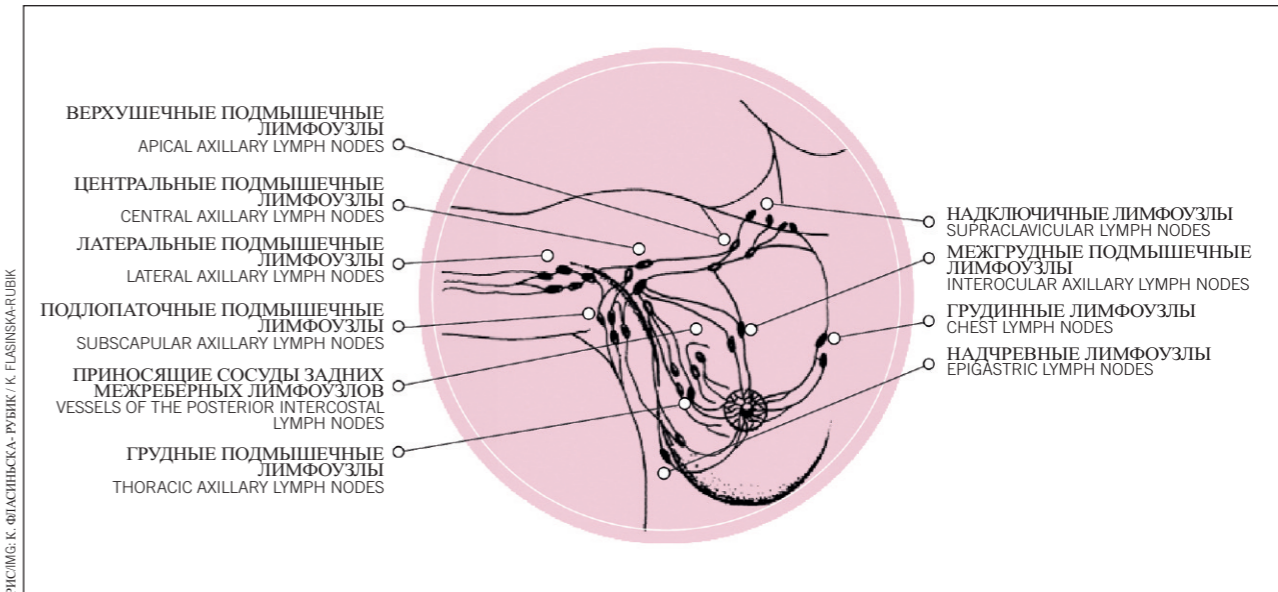 ВЕРХУШЕЧНЫЕ ПОДМЫШЕЧНЫЕ
ЛИМФОУЗЛЫ
APICAL AXILLARY LYMPH NODES
ЦЕНТРАЛЬНЫЕ ПОДМЫШЕЧНЫЕ
ЛИМФОУЗЛЫ
CENTRAL AXILLARY LYMPH NODES
ЛАТЕРАЛЬНЫЕ ПОДМЫШЕЧНЫЕ
ЛИМФОУЗЛЫ
LATERAL AXILLARY LYMPH NODES
ПОДЛОПАТОЧНЫЕ ПОДМЫШЕЧНЫЕ
ЛИМФОУЗЛЫ
SUBSCAPULAR AXILLARY LYMPH NODES
ПРИНОСЯЩИЕ СОСУДЫ ЗАДНИХ
МЕЖРЕБЕРНЫХ ЛИМФОУЗЛОВ
VESSELS OF THE POSTERIOR INTERCOSTAL
LYMPH NODES
ГРУДНЫЕ ПОДМЫШЕЧНЫЕ
ЛИМФОУЗЛЫ
THORACIC AXILLARY LYMPH NODES
НАДКЛЮЧИЧНЫЕ ЛИМФОУЗЛЫ
SUPRACLAVICULAR LYMPH NODES
МЕЖГРУДНЫЕ ПОДМЫШЕЧНЫЕ
ЛИМФОУЗЛЫ
INTEROCULAR AXILLARY LYMPH NODES
ГРУДИННЫЕ ЛИМФОУЗЛЫ
CHEST LYMPH NODES
НАДЧРЕВНЫЕ ЛИМФОУЗЛЫ
EPIGASTRIC LYMPH NODES
РИС/IMG: К. ФЛАСИНЬСКА- РУБИК / K. FLASINSKA-RUBIK